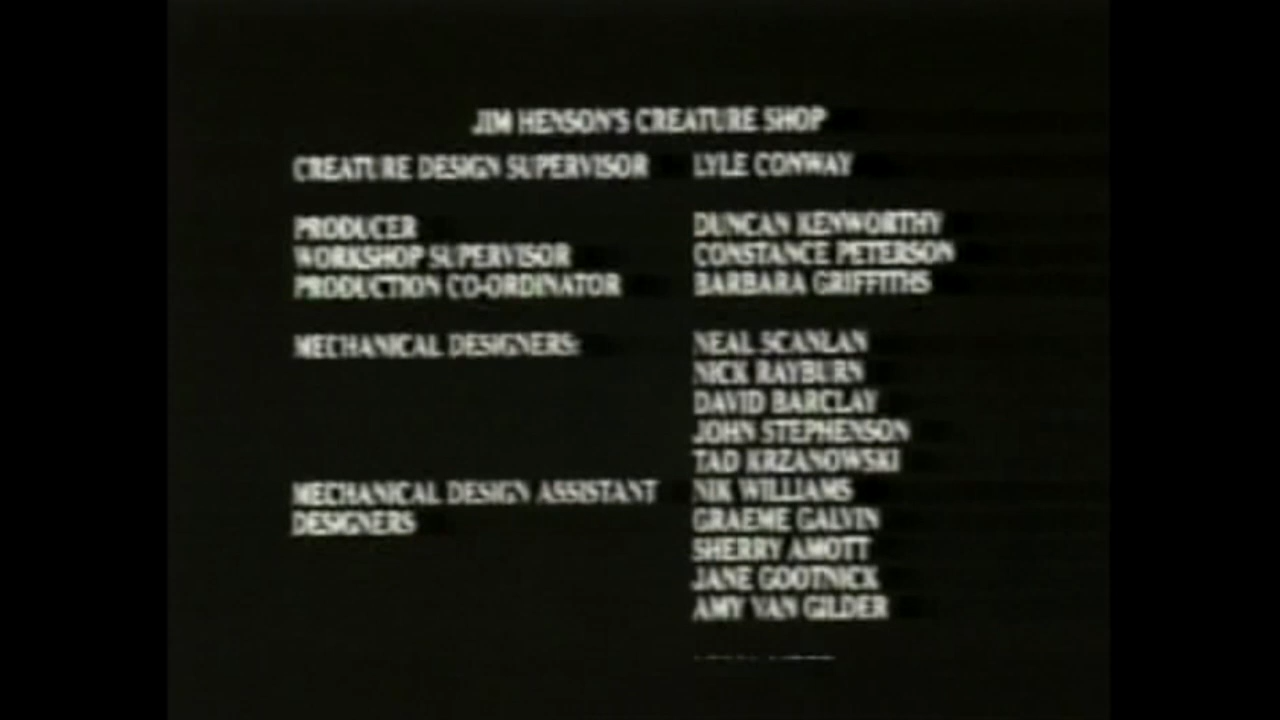 JIM HENSON'S CREATURE SHOP
CREATURE DESIGN SUPERVISOR LYLE CONWAY
PRODUCER DUNCAN KENWORTHY
WORKSHOP SUPERVISOR CONSTANCE PETERSON
PRODUCTION CO-ORDINATOR BARBARA GRIFFITHS
MECHANICAL DESIGNERS: NEAL SCANLAN
NICK RAYBURN
DAVID BARCLAY
JOHN STEPHENSON
TAD KRZANOWSKI
MECHANICAL DESIGN ASSISTANT NIK WILLIAMS
DESIGNERS GRAEME GALVIN
SHERRY AMOTT
JANE GOOTNICK
AMY VAN GILDER